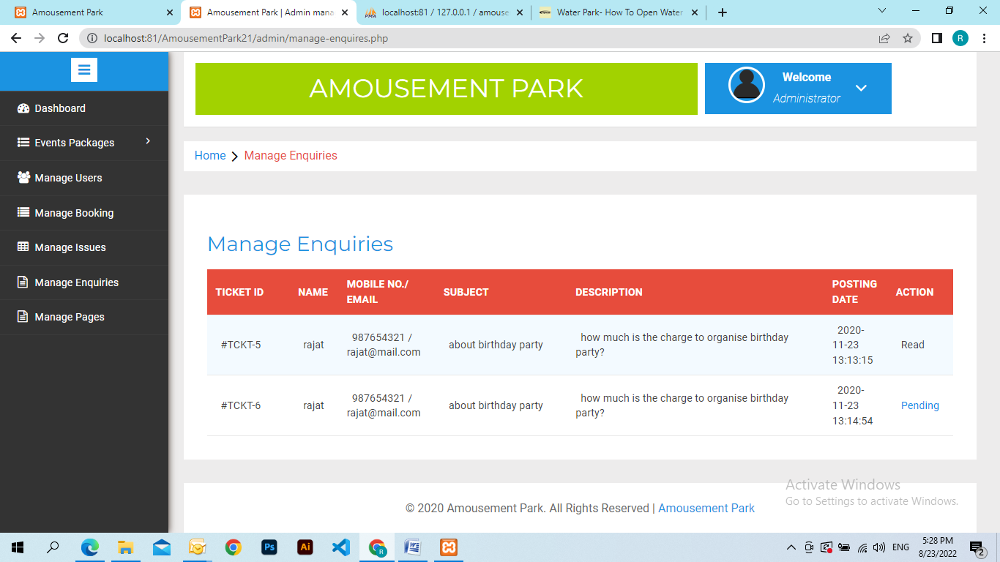 Amousement Park
Amousement Park | Admin mana
localhost:81 / 127.0.0.1 / amouse
Water Park- How To Open Water
localhost:81/AmousementPark21/admin/manage-enquires.php
R
AMOUSEMENT PARK
Welcome
Administrator
Dashboard
Events Packages
Manage Users
Manage Booking
Manage Issues
Manage Enquiries
Manage Pages
Home
Manage Enquiries
Manage Enquiries
TICKET ID
NAME
MOBILE NO./
EMAIL
SUBJECT
DESCRIPTION
POSTING
DATE
ACTION
#TCKT-5
rajat
987654321 /
rajat@mail.com
about birthday party
how much is the charge to organise birthday
party?
2020-
11-23
13:13:15
Read
#TCKT-6
rajat
987654321 /
rajat@mail.com
about birthday party
how much is the charge to organise birthday
party?
2020-
11-23
13:14:54
Pending
© 2020 Amousement Park. All Rights Reserved | Amousement Park
Activate Windows
Go to Settings to activate Windows.
Ps
Ai
R
ENG
5:28 PM
8/23/2022
2